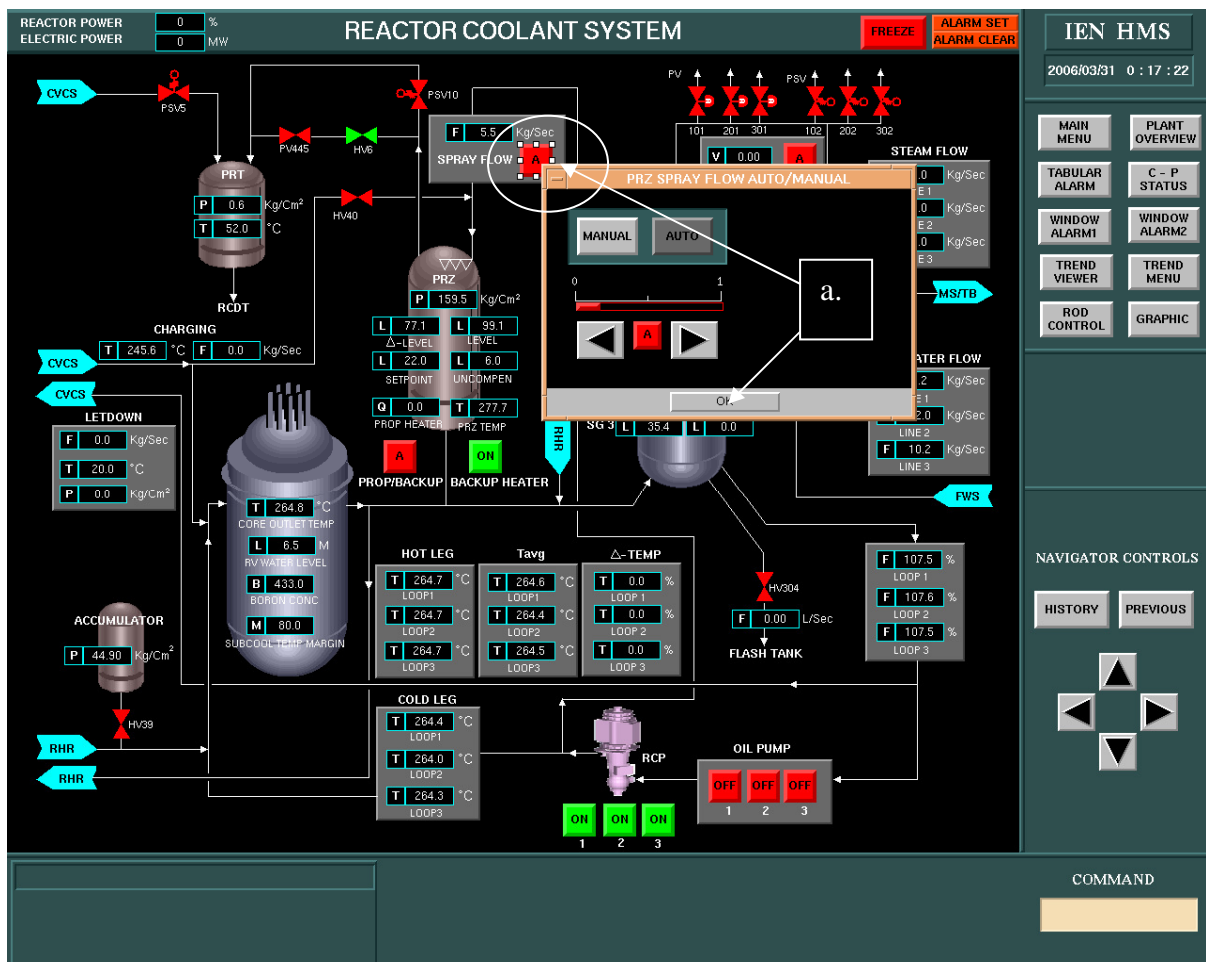 REACTOR POWER 0 %
ELECTRIC POWER 0 MW
REACTOR COOLANT SYSTEM
FREEZE
ALARM SET
ALARM CLEAR
IEN HMS
2006/03/31 0 : 17 : 22
MAIN MENU
PLANT OVERVIEW
TABULAR ALARM
C - P STATUS
WINDOW ALARM1
WINDOW ALARM2
TREND VIEWER
TREND MENU
ROD CONTROL
GRAPHIC
NAVIGATOR CONTROLS
HISTORY
PREVIOUS
COMMAND
CVCS
PSV5
PSV10
PV445
HV6
HV40
F 5.5 Kg/Sec
SPRAY FLOW A
PV
PSV
101 201 301 102 202 302
V 0.00 A
STEAM FLOW
.0 Kg/Sec
E 1
.0 Kg/Sec
E 2
.0 Kg/Sec
E 3
MS/TB
PRT
P 0.6 Kg/Cm²
T 52.0 °C
RCDT
PRZ SPRAY FLOW AUTO/MANUAL
MANUAL
AUTO
0 1
A
OK
a.
PRZ
P 159.5 Kg/Cm²
L 77.1 L 99.1
△-LEVEL LEVEL
L 22.0 L 6.0
SETPOINT UNCOMPEN
Q 0.0 T 277.7
PROP HEATER PRZ TEMP
A ON
PROP/BACKUP BACKUP HEATER
CHARGING
CVCS
T 245.6 °C F 0.0 Kg/Sec
CVCS
LETDOWN
F 0.0 Kg/Sec
T 20.0 °C
P 0.0 Kg/Cm²
ATER FLOW
.2 Kg/Sec
E 1
2.0 Kg/Sec
LINE 2
F 10.2 Kg/Sec
LINE 3
FWS
RHR
SG 3 L 35.4 L 0.0
T 264.8 °C
CORE OUTLET TEMP
L 6.5 M
RV WATER LEVEL
B 433.0
BORON CONC
M 80.0
SUBCOOL TEMP MARGIN
ACCUMULATOR
P 44.90 Kg/Cm²
HV39
RHR
RHR
HOT LEG
T 264.7 °C
LOOP1
T 264.7 °C
LOOP2
T 264.7 °C
LOOP3
Tavg
T 264.6 °C
LOOP1
T 264.4 °C
LOOP2
T 264.5 °C
LOOP3
△-TEMP
T 0.0 %
LOOP 1
T 0.0 %
LOOP 2
T 0.0 %
LOOP 3
HV304
F 0.00 L/Sec
FLASH TANK
F 107.5 %
LOOP 1
F 107.6 %
LOOP 2
F 107.5 %
LOOP 3
COLD LEG
T 264.4 °C
LOOP1
T 264.0 °C
LOOP2
T 264.3 °C
LOOP3
RCP
ON ON ON
1 2 3
OIL PUMP
OFF OFF OFF
1 2 3